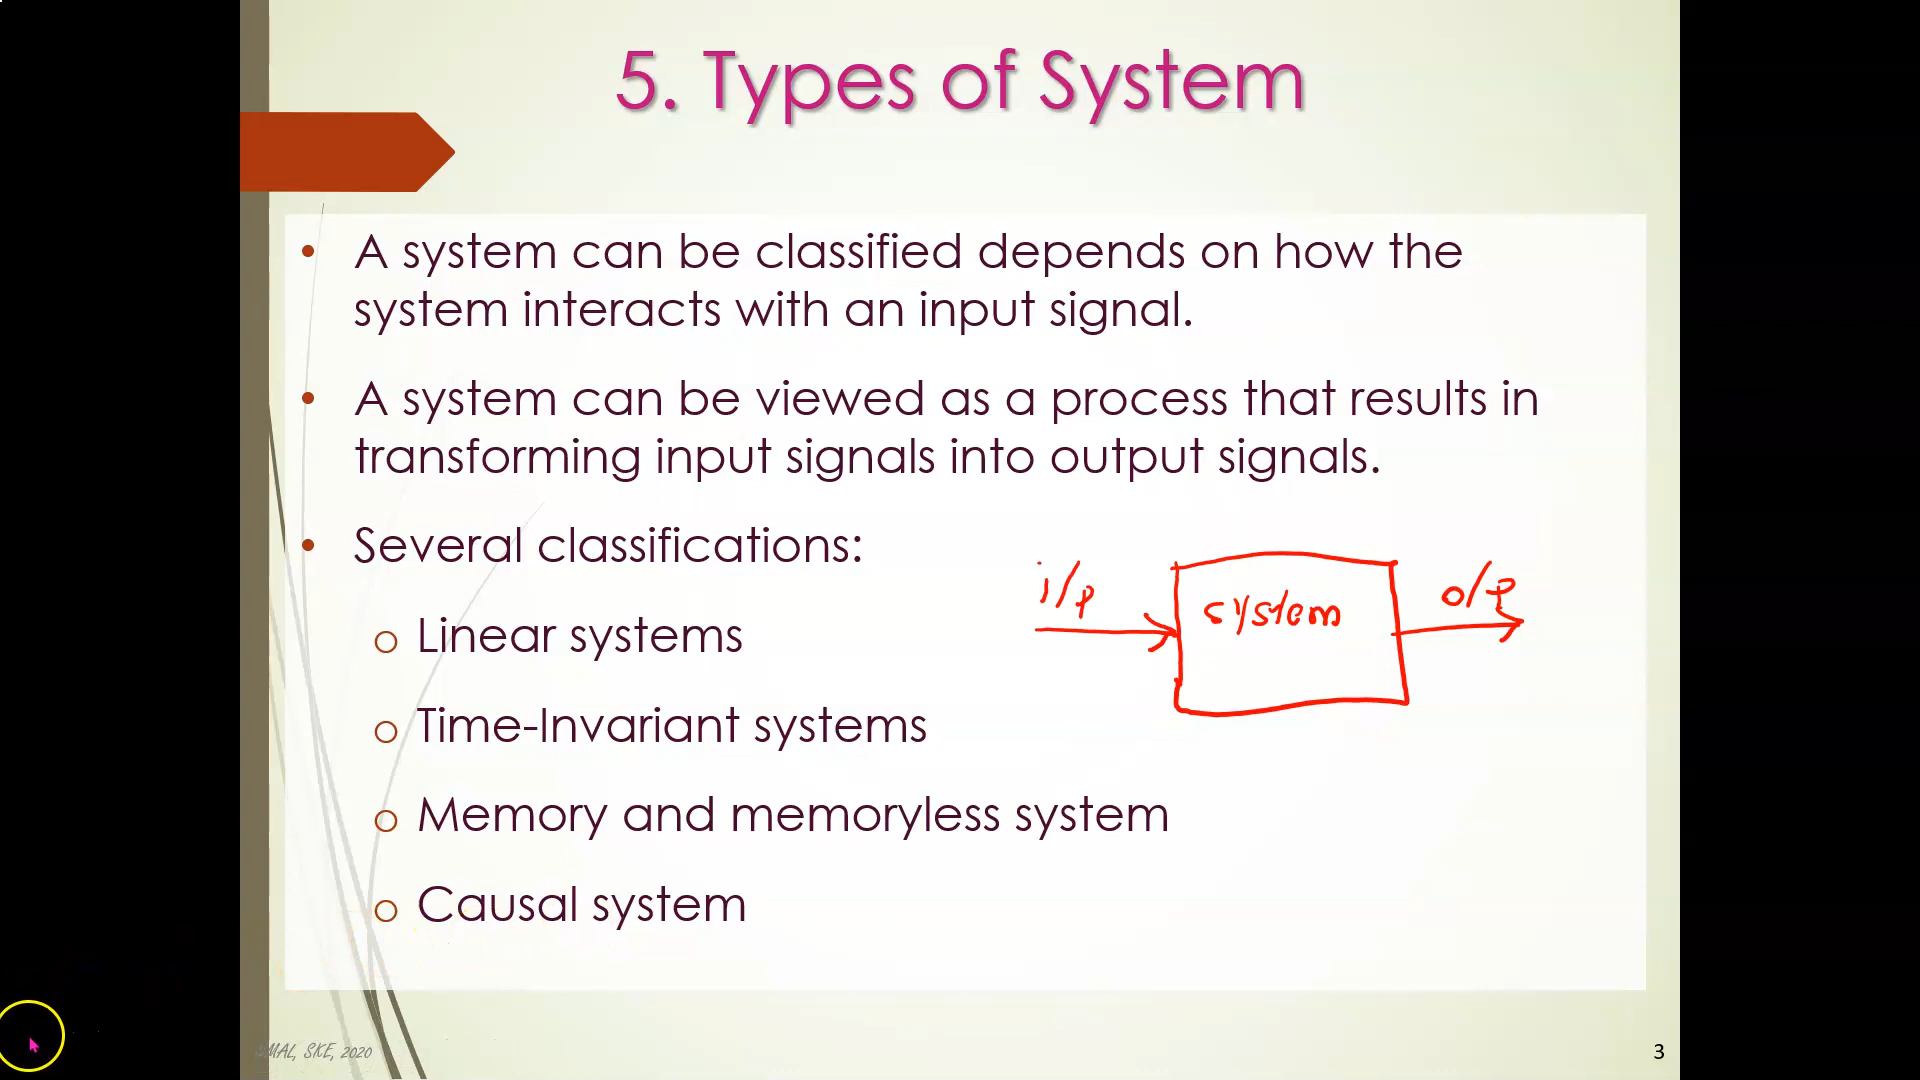 5. Types of System
• A system can be classified depends on how the
system interacts with an input signal.
• A system can be viewed as a process that results in
transforming input signals into output signals.
• Several classifications:
i/p system o/p
o Linear systems
o Time-Invariant systems
o Memory and memoryless system
o Causal system
SKE, 2020
3